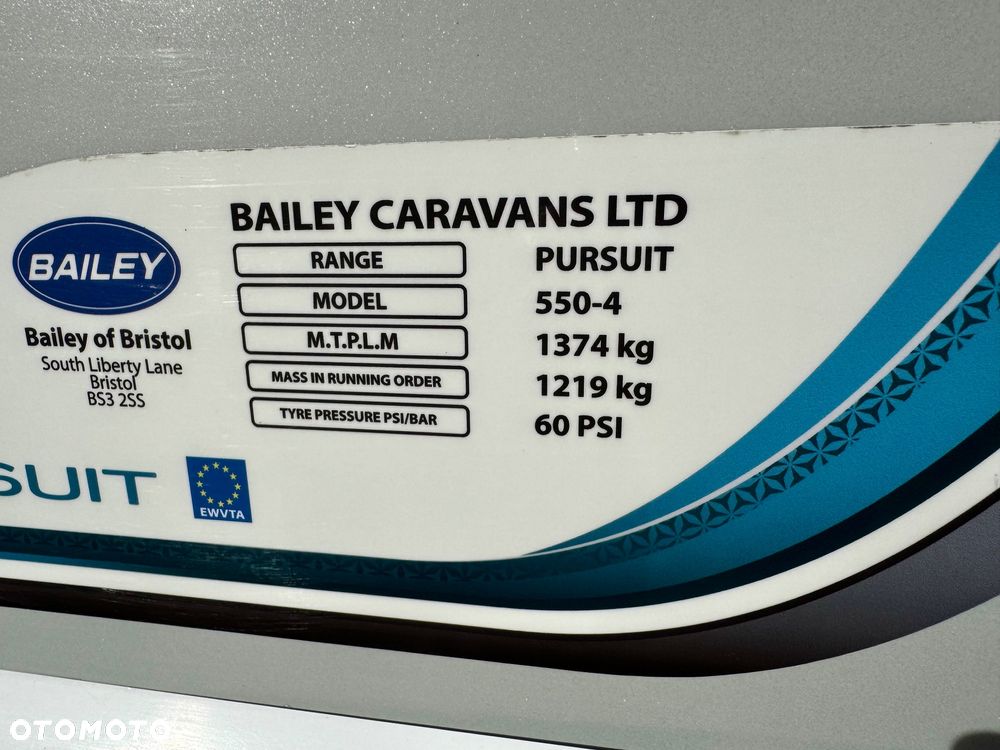 BAILEY CARAVANS LTD
BAILEY
RANGE PURSUIT
MODEL 550-4
M.T.P.L.M 1374 kg
MASS IN RUNNING ORDER 1219 kg
TYRE PRESSURE PSI/BAR 60 PSI
Bailey of Bristol
South Liberty Lane
Bristol
BS3 2SS
SUIT
EWVTA
OTOMOTO